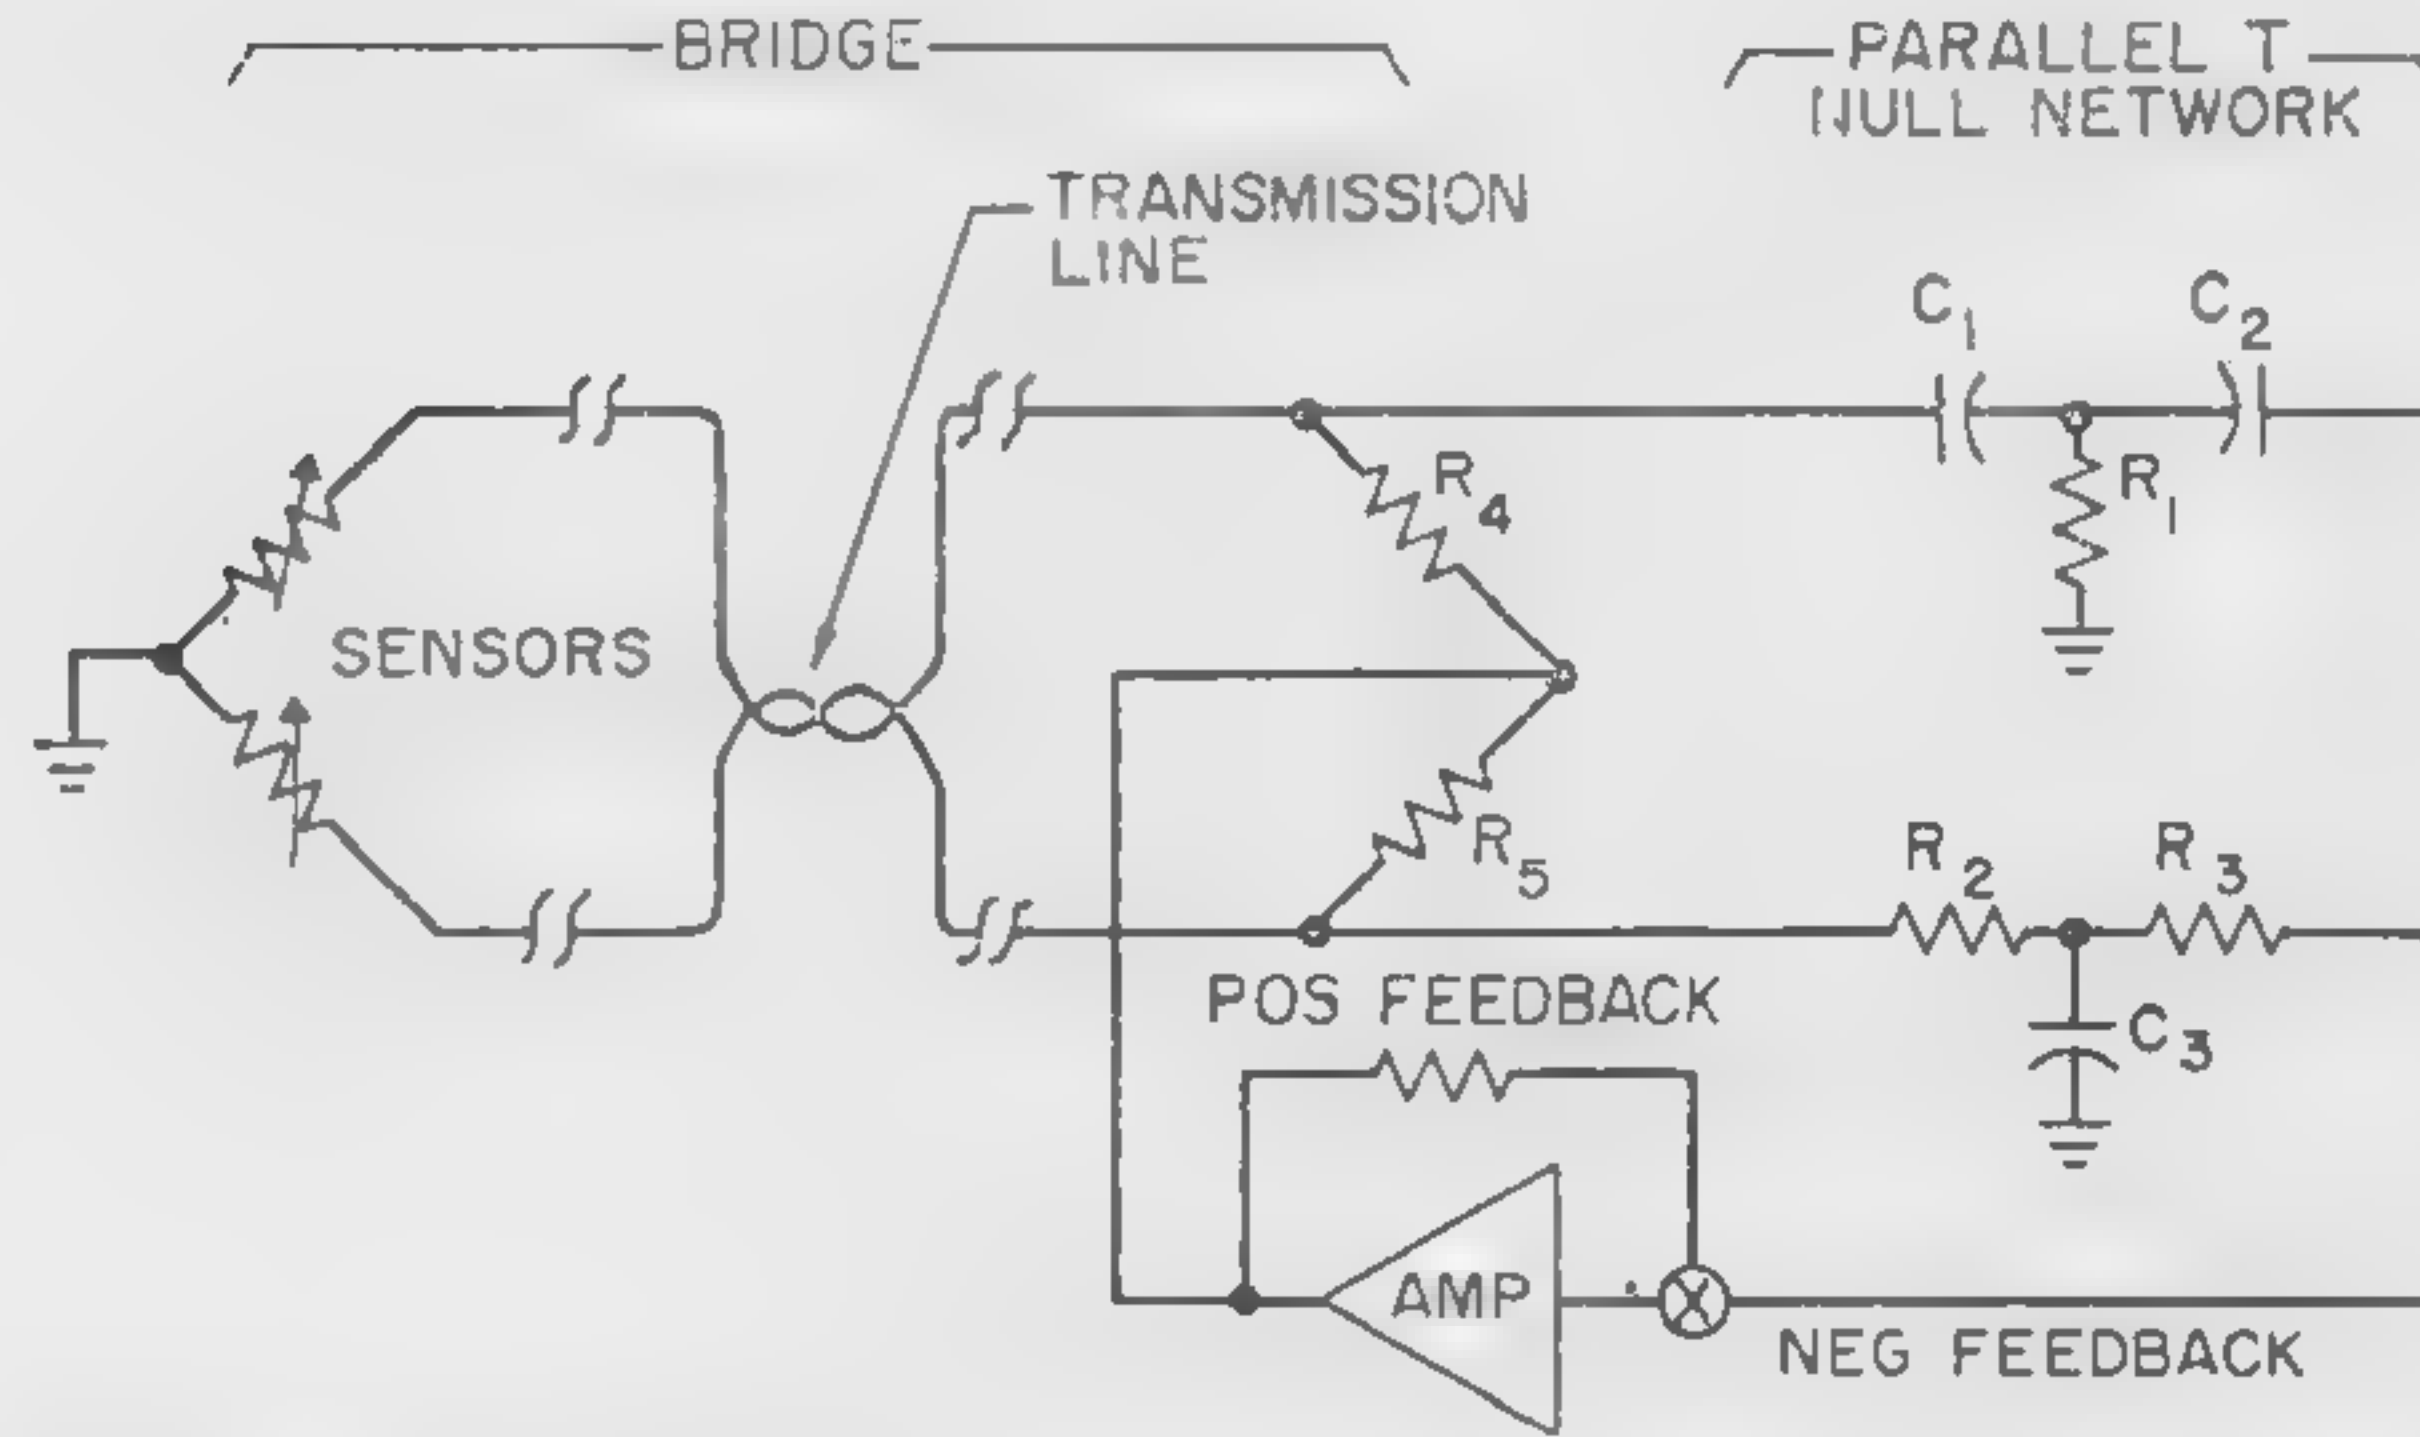 BRIDGE
PARALLEL T
NULL NETWORK
TRANSMISSION
LINE
C1
C2
R4
R1
SENSORS
R5
R2
R3
POS FEEDBACK
C3
AMP
NEG FEEDBACK